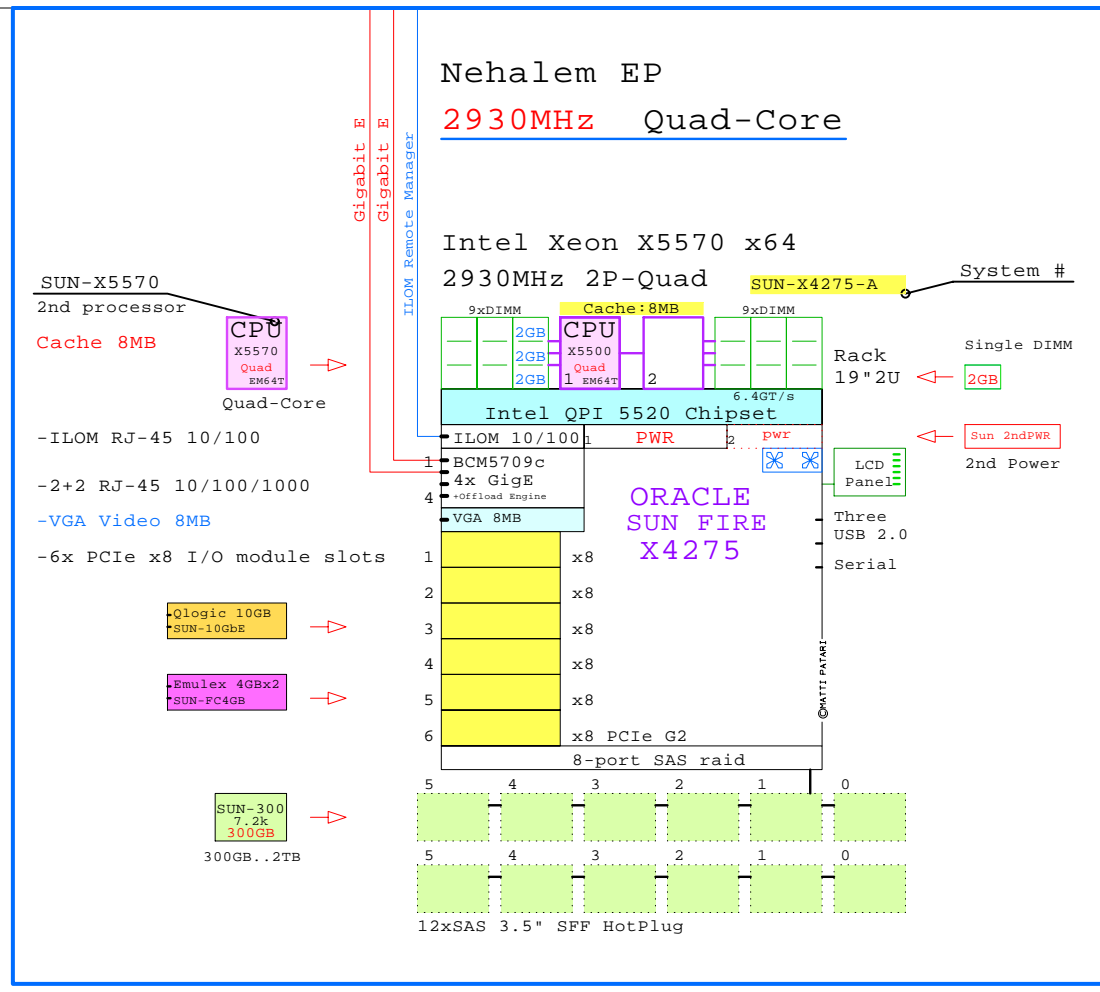 Nehalem EP
2930MHz Quad-Core
Gigabit E
Gigabit E
ILOM Remote Manager
Intel Xeon X5570 x64
2930MHz 2P-Quad
SUN-X4275-A
System #
SUN-X5570
2nd processor
Cache 8MB
CPU
X5570
Quad
EM64T
Quad-Core
9xDIMM
Cache:8MB
9xDIMM
2GB
2GB
2GB
CPU
X5500
Quad
1 EM64T
2
Rack
19"2U
Single DIMM
2GB
6.4GT/s
Intel QPI 5520 Chipset
-ILOM RJ-45 10/100
ILOM 10/100
1 PWR
2 pwr
Sun 2ndPWR
2nd Power
1 BCM5709c
4x GigE
4 +Offload Engine
LCD
Panel
-2+2 RJ-45 10/100/1000
-VGA Video 8MB
VGA 8MB
ORACLE
SUN FIRE
X4275
Three
USB 2.0
Serial
-6x PCIe x8 I/O module slots
1 x8
2 x8
3 x8
4 x8
5 x8
6 x8 PCIe G2
Qlogic 10GB
SUN-10GbE
Emulex 4GBx2
SUN-FC4GB
©MATTI PATARI
8-port SAS raid
5 4 3 2 1 0
SUN-300
7.2k
300GB
300GB..2TB
5 4 3 2 1 0
12xSAS 3.5" SFF HotPlug